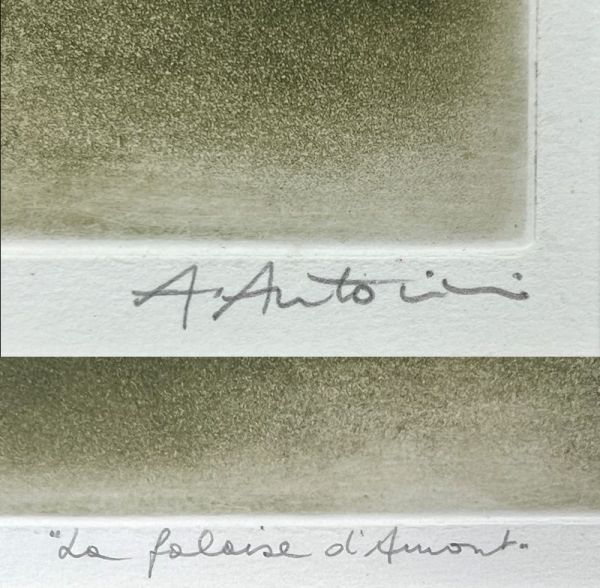 A. Antonini
"La falaise d'Amont"